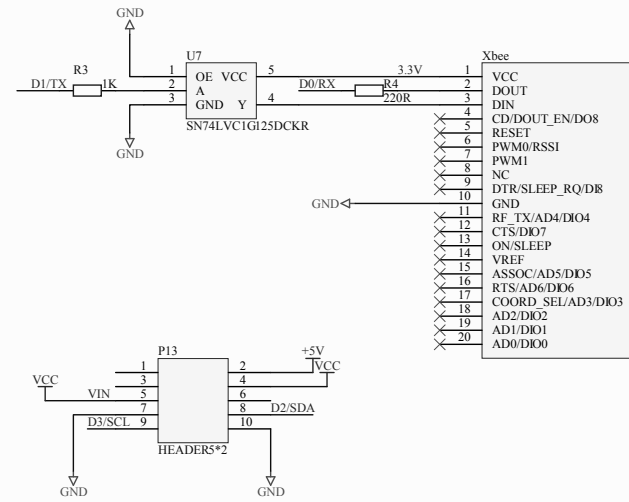 GND
U7
Xbee
R3
D1/TX
1K
1
2
3
OE VCC
A
GND Y
5
4
SN74LVC1G125DCKR
GND
3.3V
D0/RX
R4
220R
1 VCC
2 DOUT
3 DIN
4 CD/DOUT_EN/DO8
5 RESET
6 PWM0/RSSI
7 PWM1
8 NC
9 DTR/SLEEP_RQ/DI8
GND
10 GND
11 RF_TX/AD4/DIO4
12 CTS/DIO7
13 ON/SLEEP
14 VREF
15 ASSOC/AD5/DIO5
16 RTS/AD6/DIO6
17 COORD_SEL/AD3/DIO3
18 AD2/DIO2
19 AD1/DIO1
20 AD0/DIO0
P13
+5V
VCC
VCC
VIN
1 2
3 4
5 6
7 8 D2/SDA
D3/SCL 9 10
HEADER5*2
GND
GND